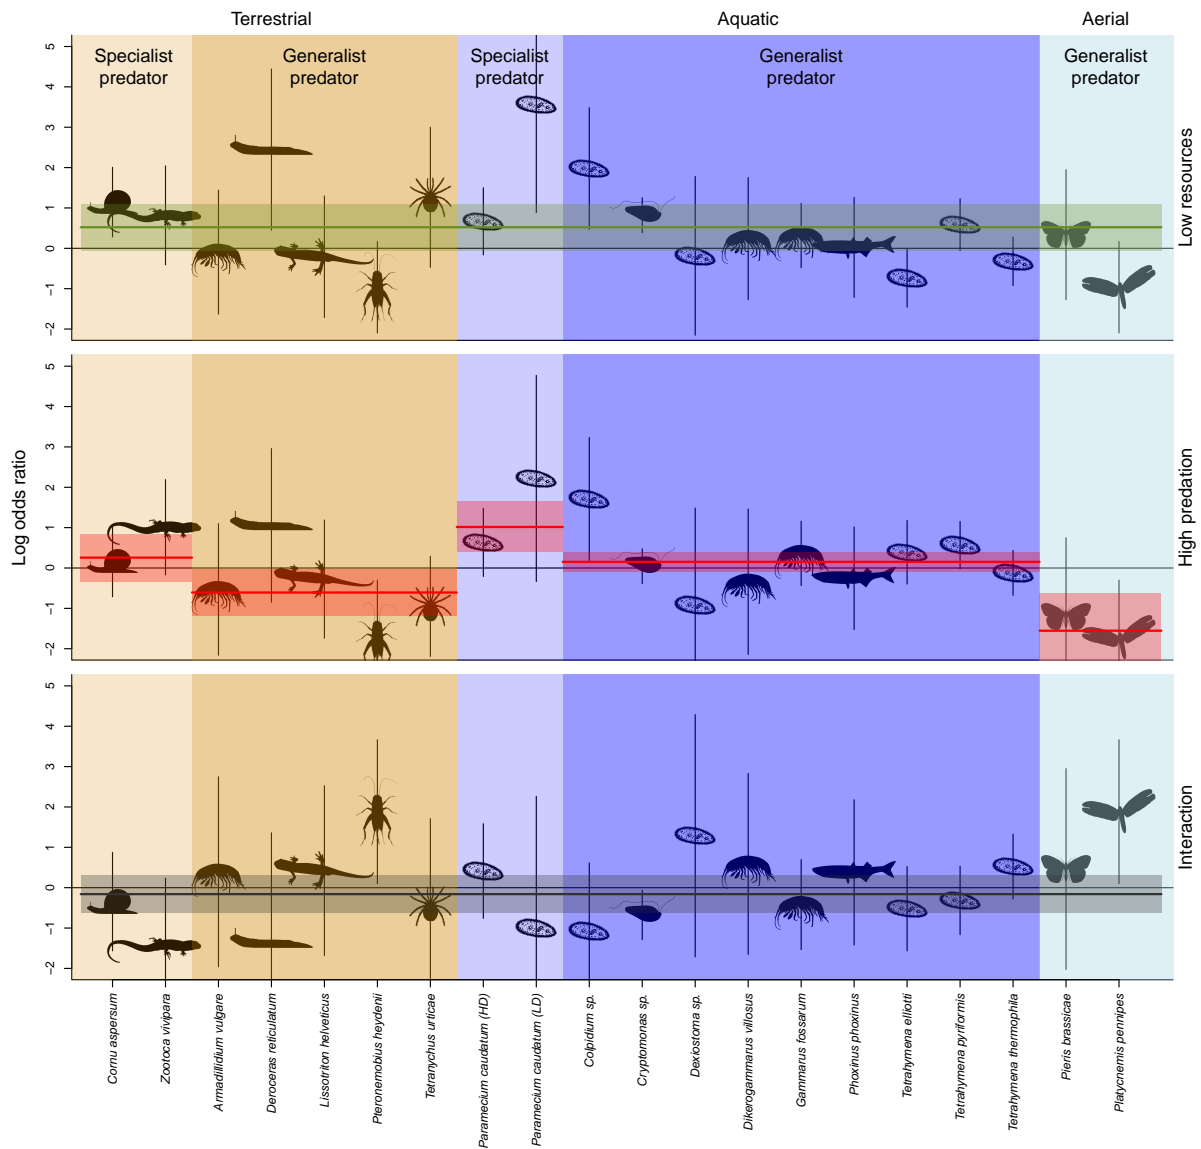 Terrestrial
Aquatic
Aerial
Specialist
predator
Generalist
predator
Specialist
predator
Generalist
predator
Generalist
predator
5
4
3
2
1
0
−1
−2
Low resources
5
4
3
2
1
0
−1
−2
Log odds ratio
High predation
5
4
3
2
1
0
−1
−2
Interaction
Cornu aspersum
Zootoca vivipara
Armadillidium vulgare
Deroceras reticulatum
Lissotriton helveticus
Pteronemobius heydenii
Tetranychus urticae
Paramecium caudatum (HD)
Paramecium caudatum (LD)
Colpidium sp.
Cryptomonas sp.
Dexiostoma sp.
Dikerogammarus villosus
Gammarus fossarum
Phoxinus phoxinus
Tetrahymena elliotti
Tetrahymena pyriformis
Tetrahymena thermophila
Pieris brassicae
Platycnemis pennipes